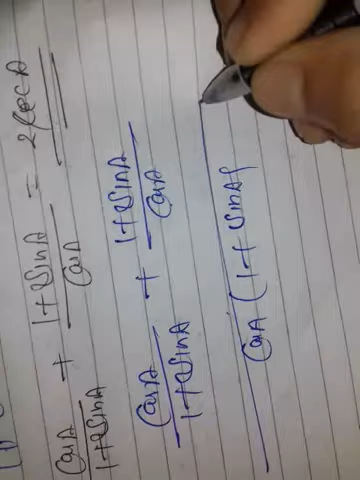 CosA/1+SinA + 1+SinA/CosA = 2SecA
CosA/1+SinA + 1+SinA/CosA
CosA (1+SinA)